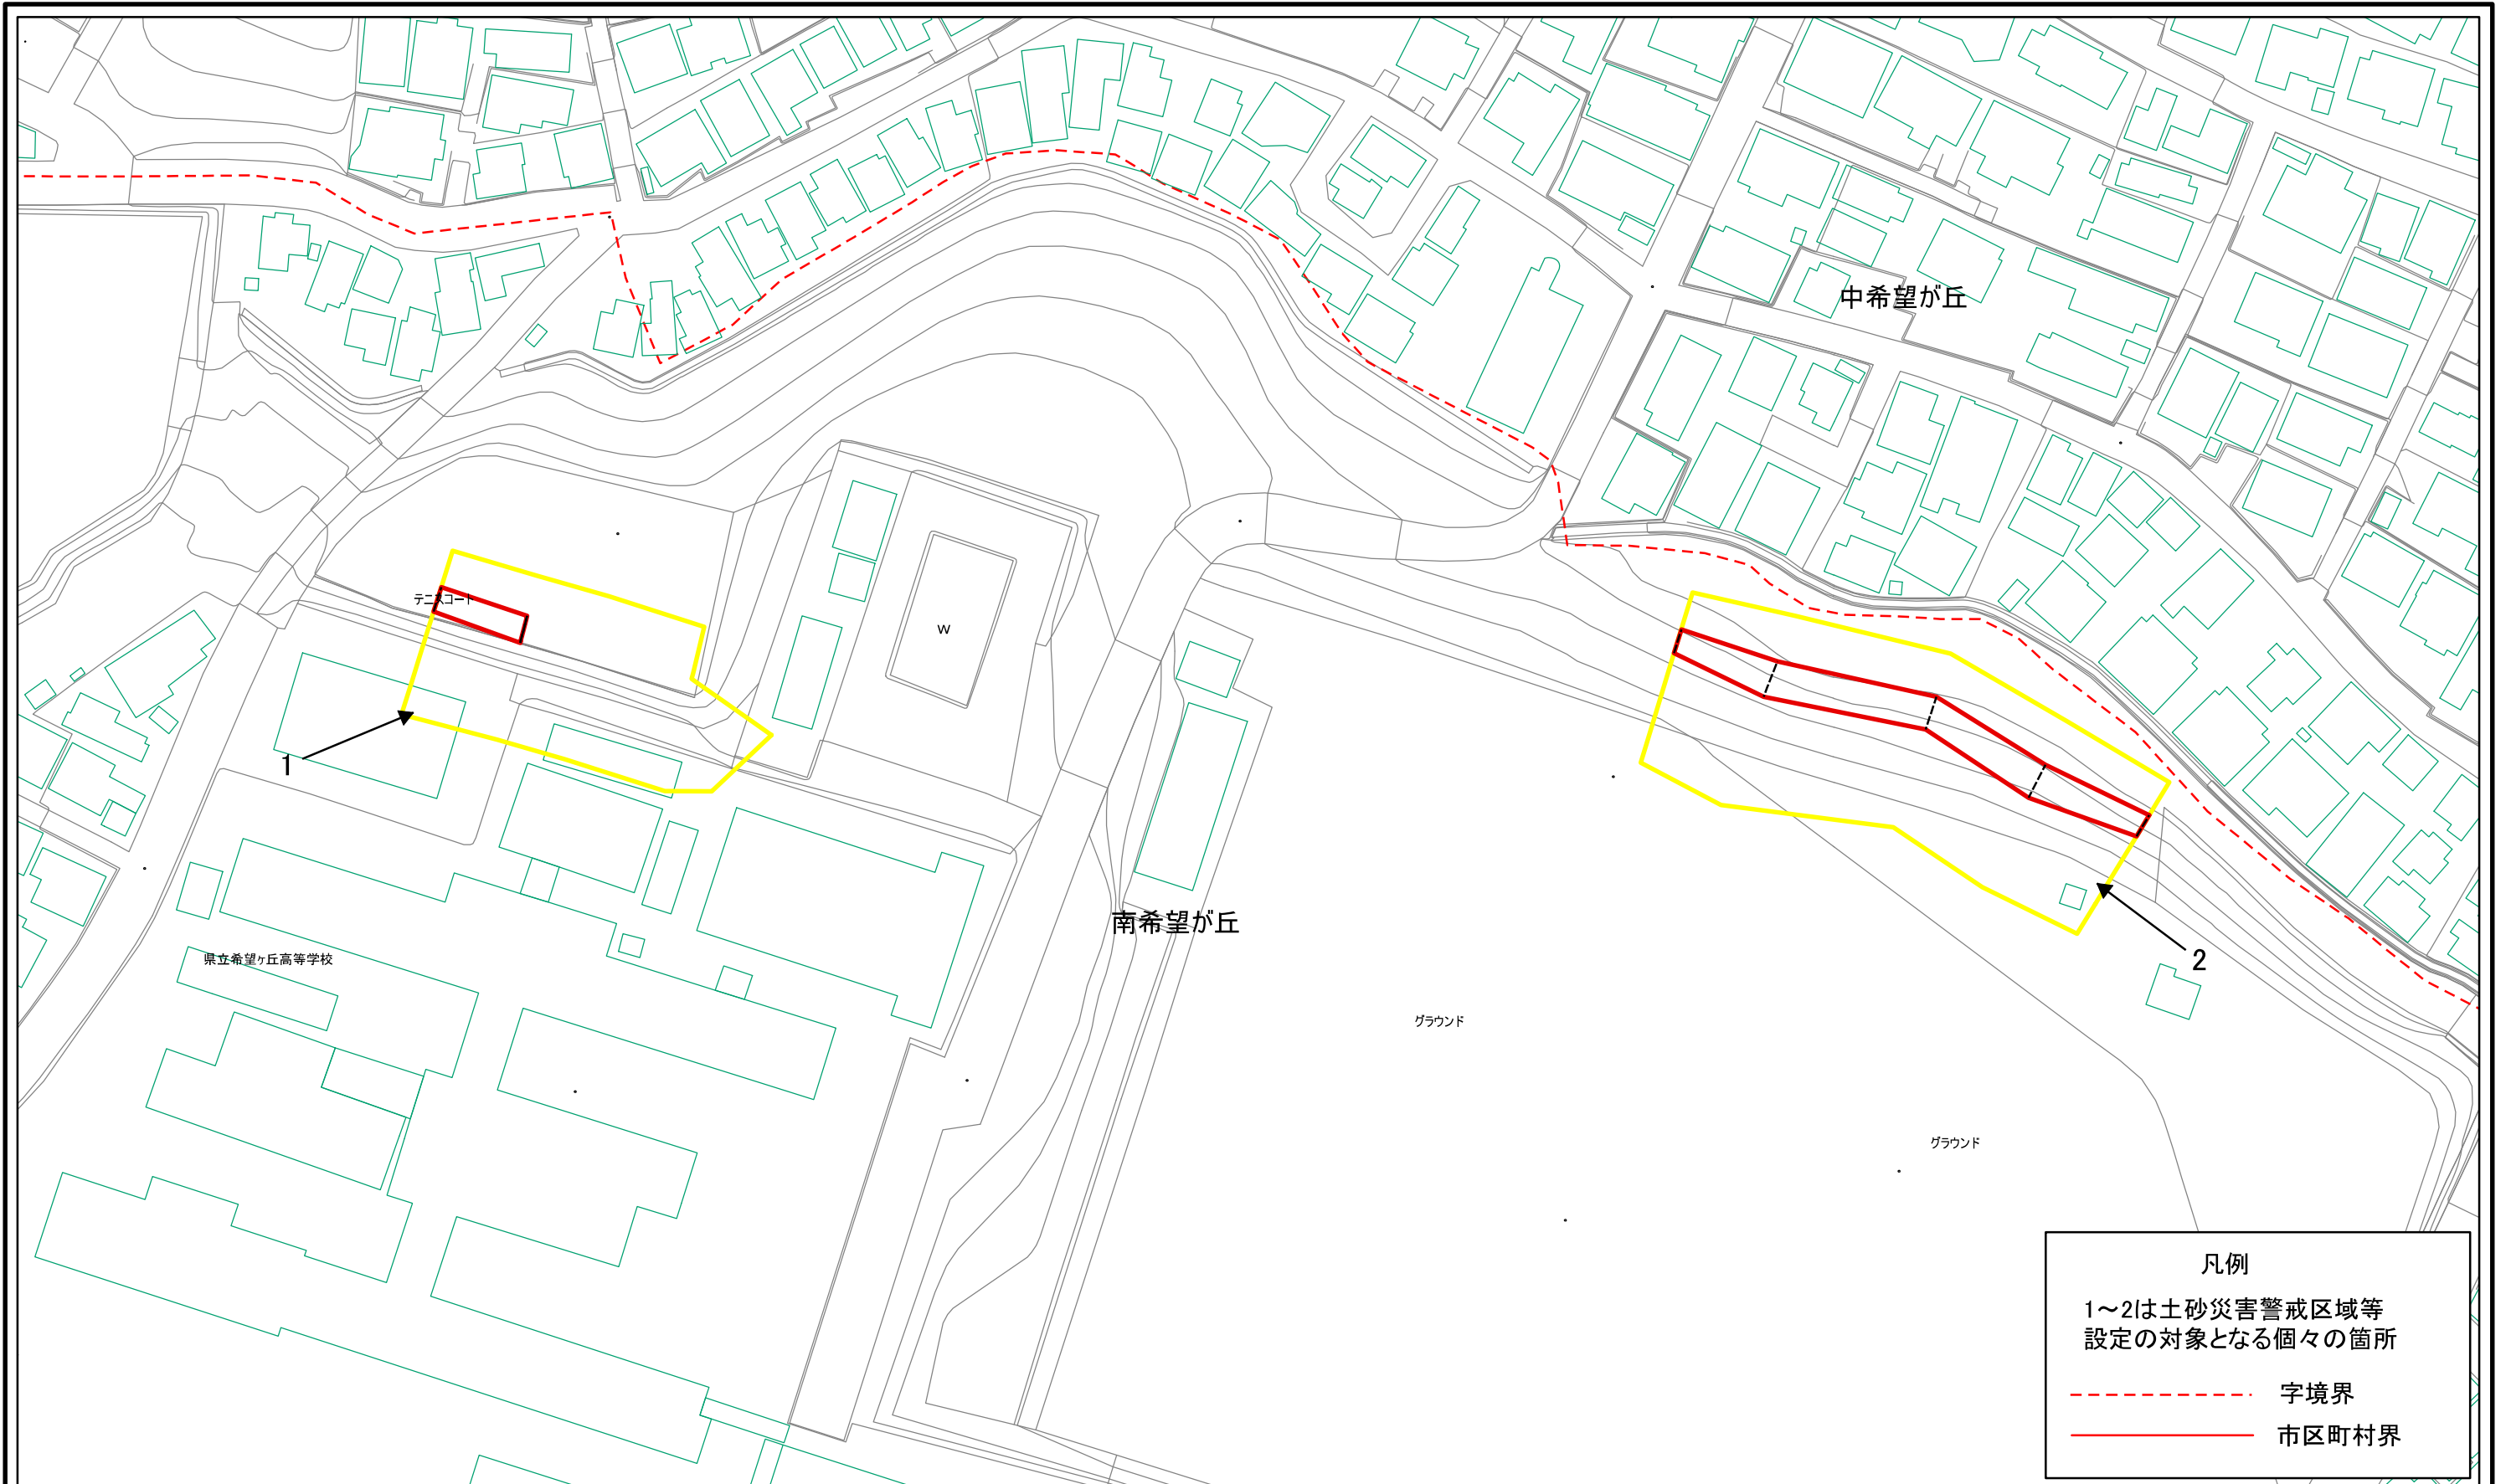 中希望が丘
テニスコート
W
1
南希望が丘
県立希望ヶ丘高等学校
2
グラウンド
グラウンド
凡例
1～2は土砂災害警戒区域等
設定の対象となる個々の箇所
字境界
市区町村界